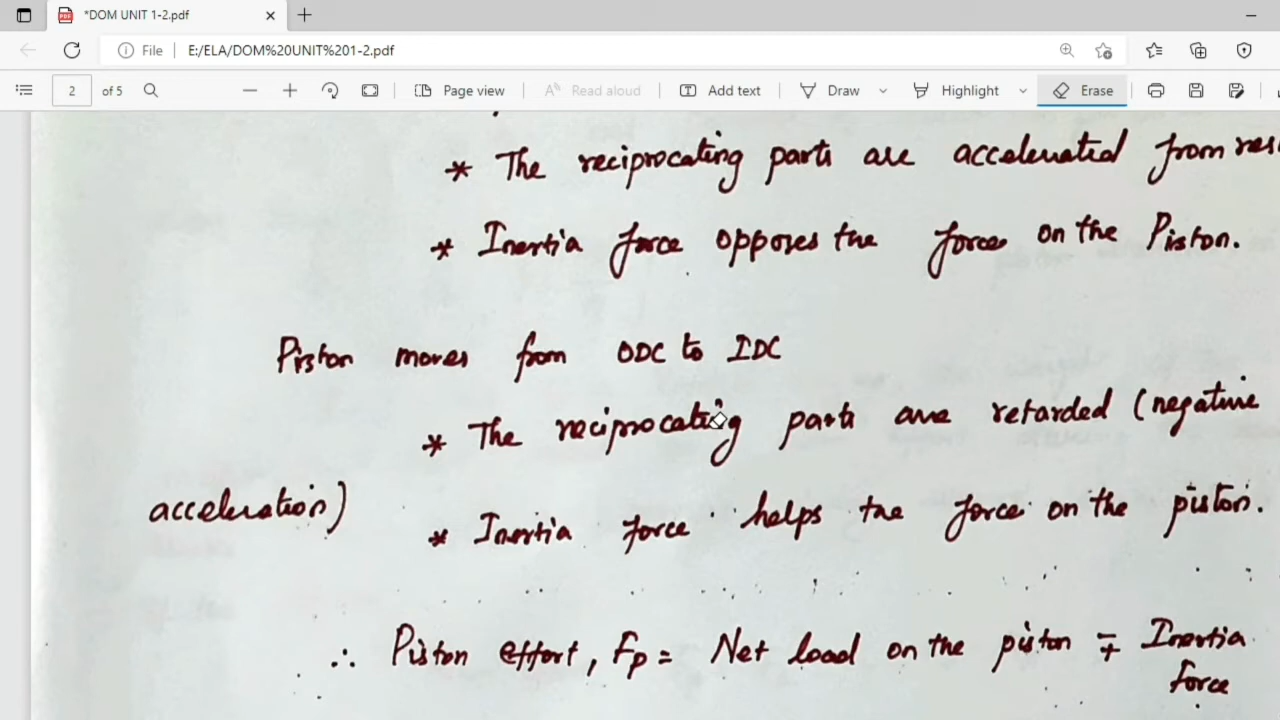 *DOM UNIT 1-2.pdf
File E:/ELA/DOM%20UNIT%201-2.pdf
2 of 5 Page view Read aloud Add text Draw Highlight Erase
* The reciprocating parts are accelerated from res
* Inertia force opposes the force on the Piston.
Piston moves from ODC to IDC
* The reciprocating parts are retarded (negative
acceleration)
* Inertia force helps the force on the piston.
∴ Piston effort, Fp = Net load on the piston ∓ Inertia
force